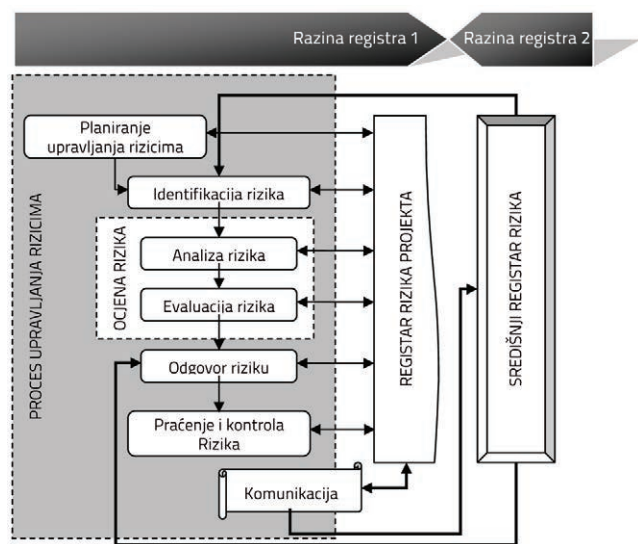 Razina registra 1
Razina registra 2
PROCES UPRAVLJANJA RIZICIMA
Planiranje
upravljanja rizicima
Identifikacija rizika
OCJENA RIZIKA
Analiza rizika
Evaluacija rizika
Odgovor riziku
Praćenje i kontrola
Rizika
Komunikacija
REGISTAR RIZIKA PROJEKTA
SREDIŠNJI REGISTAR RIZIKA